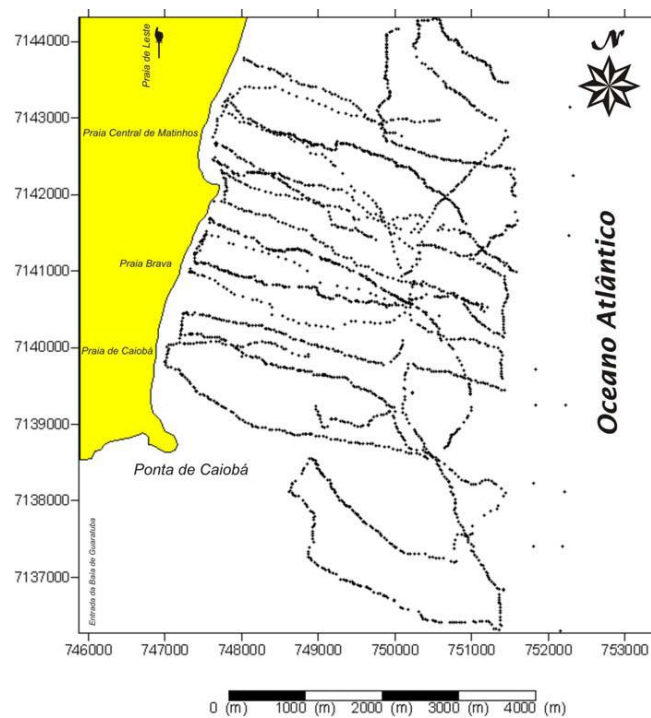 7144000
7143000
7142000
7141000
7140000
7139000
7138000
7137000
Praia de Leste
Praia Central de Matinhos
Praia Brava
Praia de Caiobá
Ponta de Caiobá
Entrada da Baía de Guaratuba
N
Oceano Atlântico
746000 747000 748000 749000 750000 751000 752000 753000
0 (m) 1000 (m) 2000 (m) 3000 (m) 4000 (m)